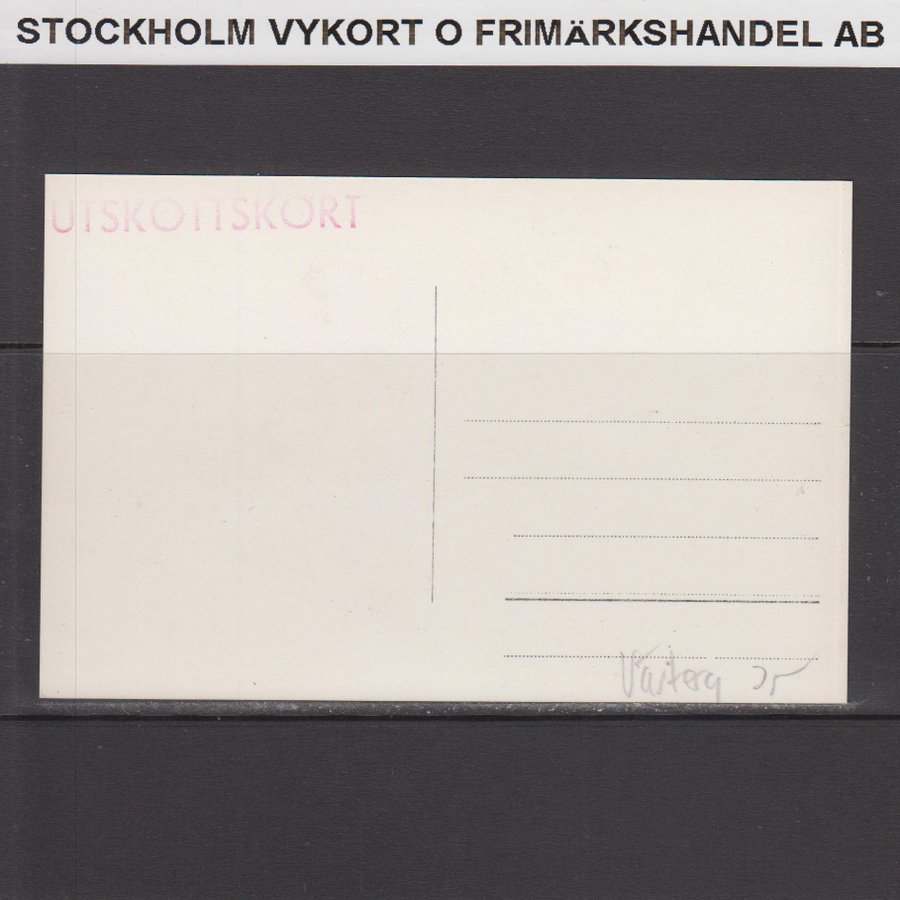 STOCKHOLM VYKORT O FRIMÄRKSHANDEL AB
UTSKOTTSKORT